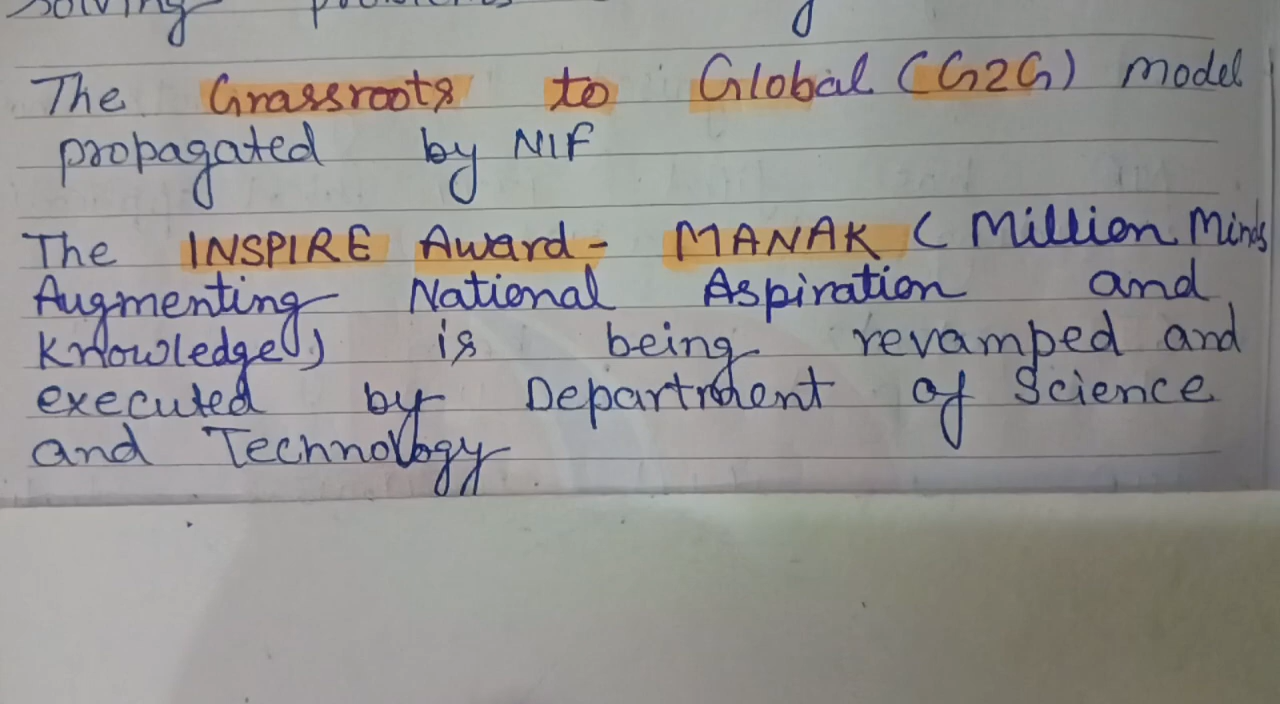 solving
The Grassroots to Global (G2G) model
propagated by NIF
The INSPIRE Award - MANAK (Million Minds
Augmenting National Aspiration and
Knowledge) is being revamped and
executed by Department of Science
and Technology